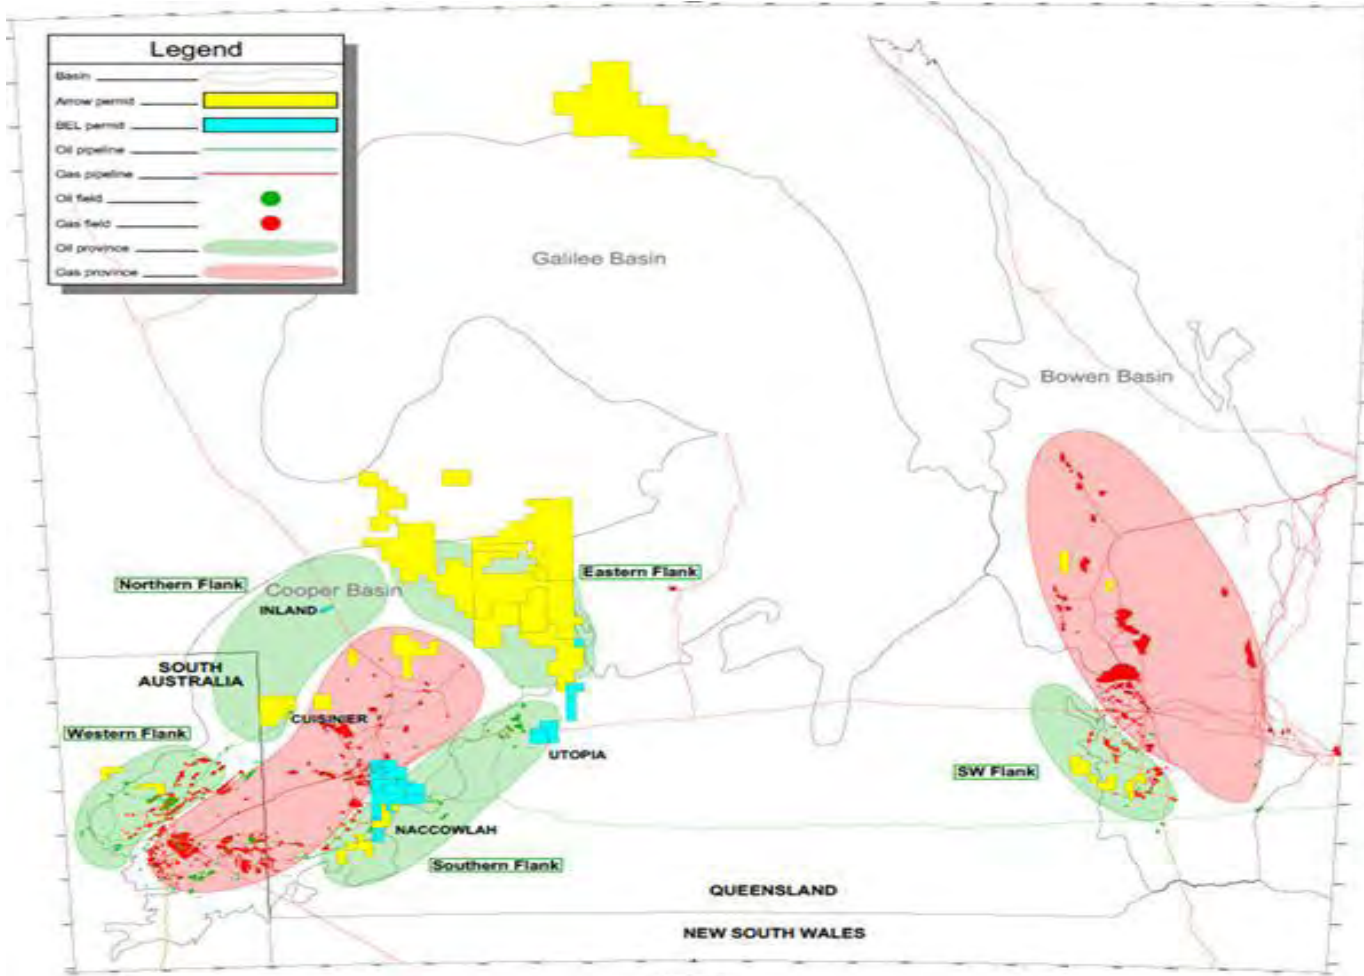 Legend
Basin
Arrow permit
BEL permit
Oil pipeline
Gas pipeline
Oil field
Gas field
Oil province
Gas province
Galilee Basin
Bowen Basin
Northern Flank
Eastern Flank
Cooper Basin
INLAND
SOUTH
AUSTRALIA
CUISINIER
Western Flank
UTOPIA
SW Flank
NACCOWLAH
Southern Flank
QUEENSLAND
NEW SOUTH WALES